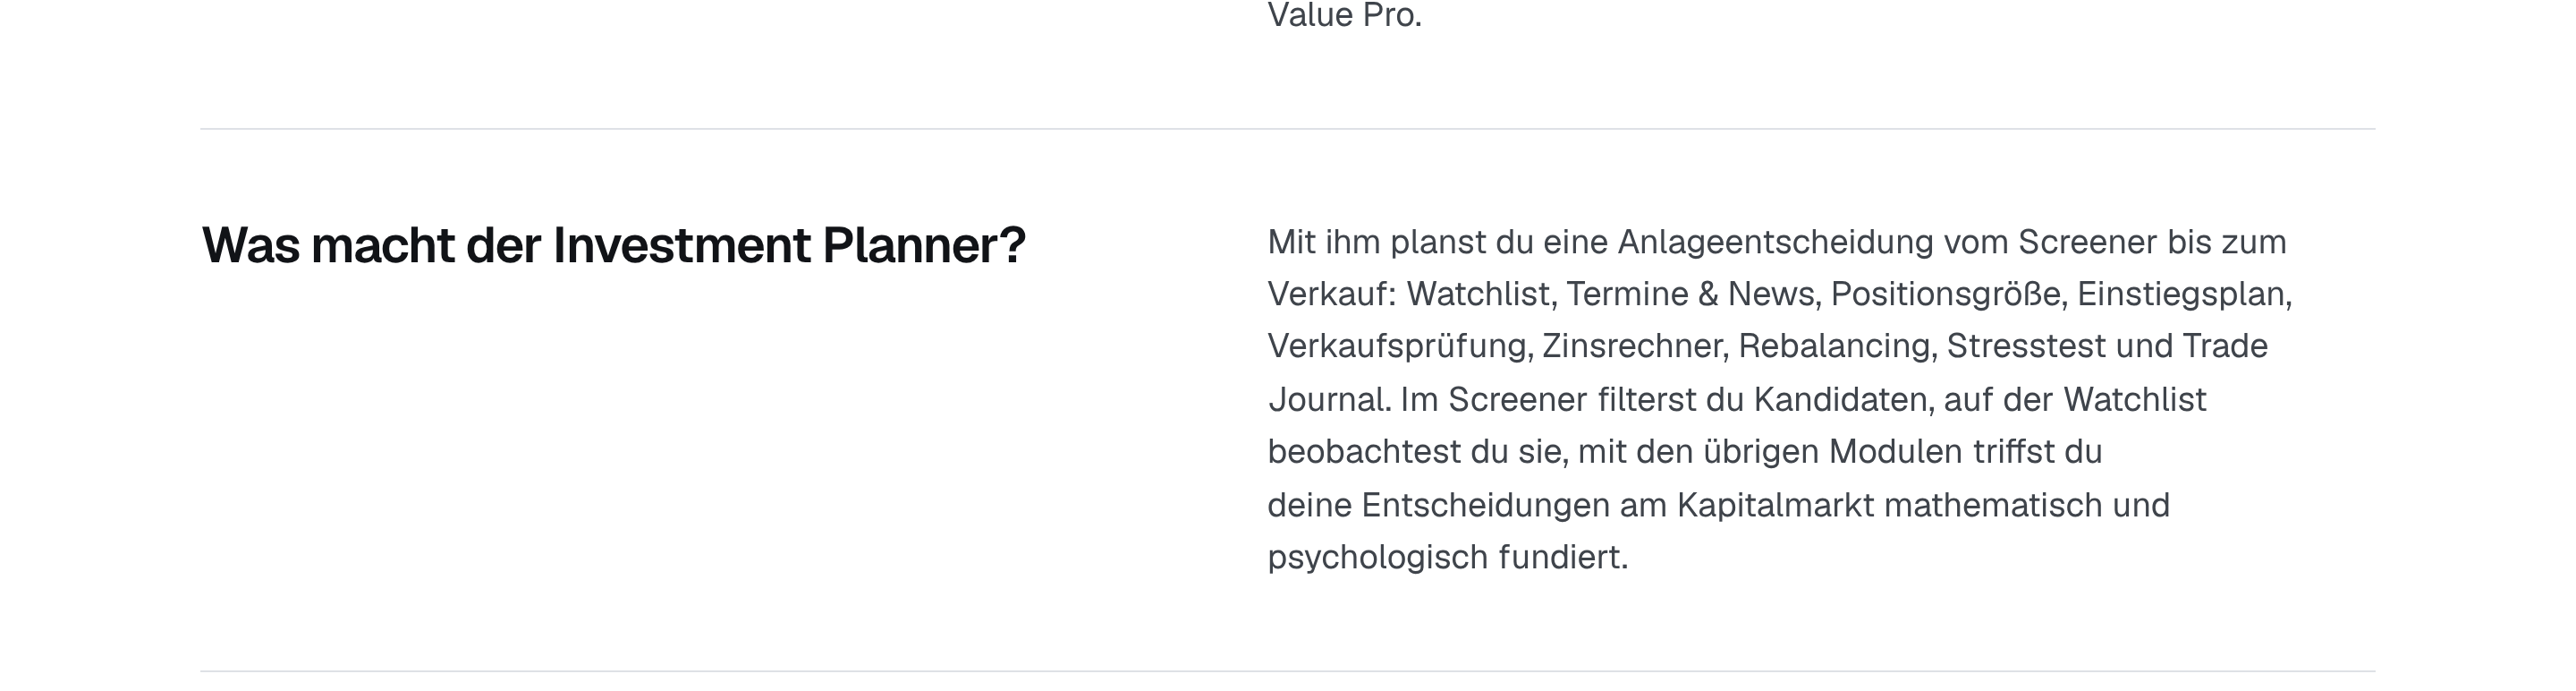 Value Pro.
Was macht der Investment Planner?
Mit ihm planst du eine Anlageentscheidung vom Screener bis zum
Verkauf: Watchlist, Termine & News, Positionsgröße, Einstiegsplan,
Verkaufsprüfung, Zinsrechner, Rebalancing, Stresstest und Trade
Journal. Im Screener filterst du Kandidaten, auf der Watchlist
beobachtest du sie, mit den übrigen Modulen triffst du
deine Entscheidungen am Kapitalmarkt mathematisch und
psychologisch fundiert.